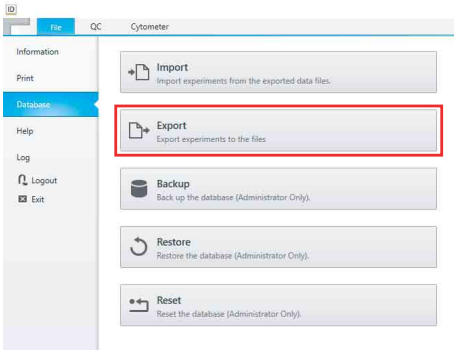 ID
File QC Cytometer
Information
Print
Database
Help
Log
Logout
Exit
Import
Import experiments from the exported data files.
Export
Export experiments to the files
Backup
Back up the database (Administrator Only).
Restore
Restore the database (Administrator Only).
Reset
Reset the database (Administrator Only).